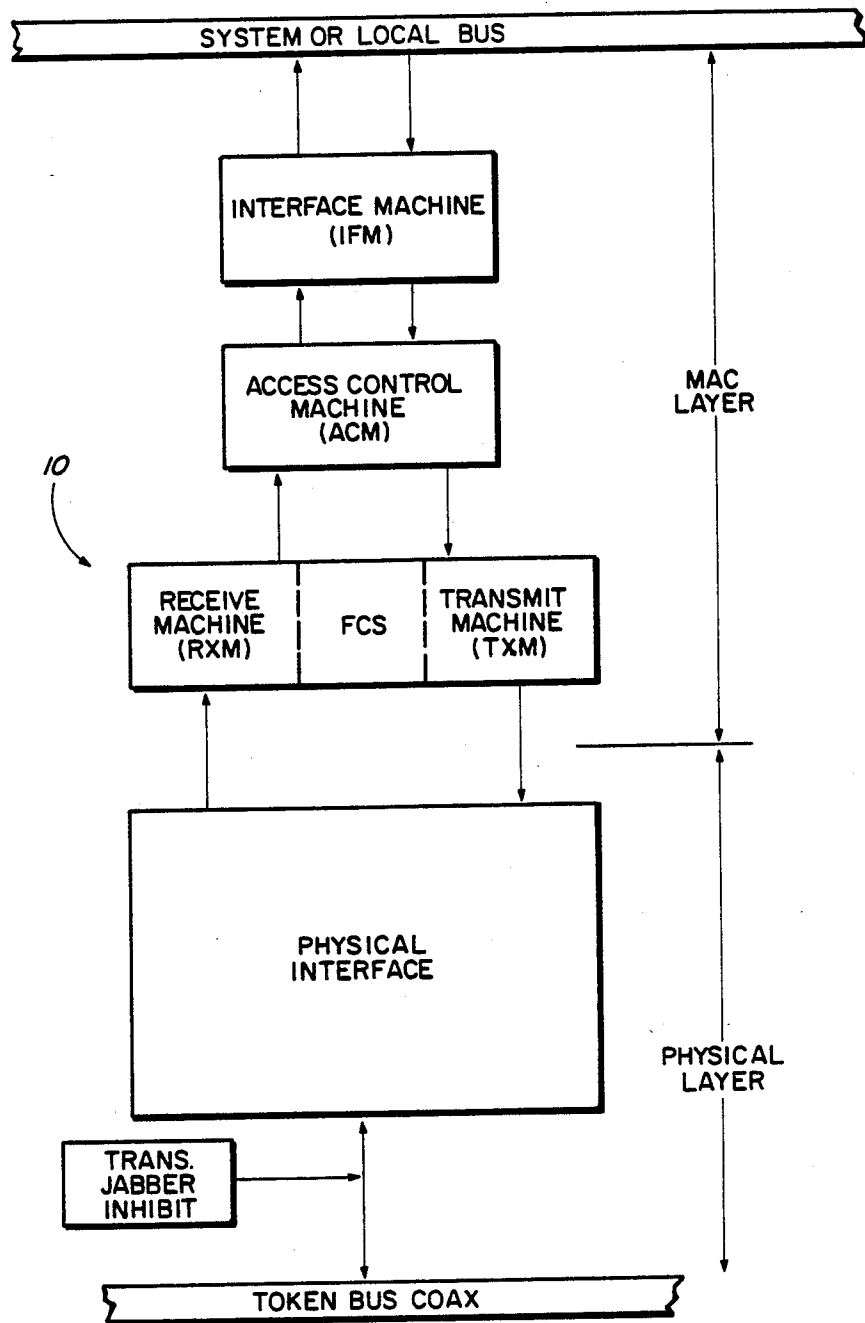 SYSTEM OR LOCAL BUS
INTERFACE MACHINE
(IFM)
ACCESS CONTROL
MACHINE
(ACM)
MAC
LAYER
10
RECEIVE
MACHINE
(RXM)
FCS
TRANSMIT
MACHINE
(TXM)
PHYSICAL
INTERFACE
PHYSICAL
LAYER
TRANS.
JABBER
INHIBIT
TOKEN BUS COAX